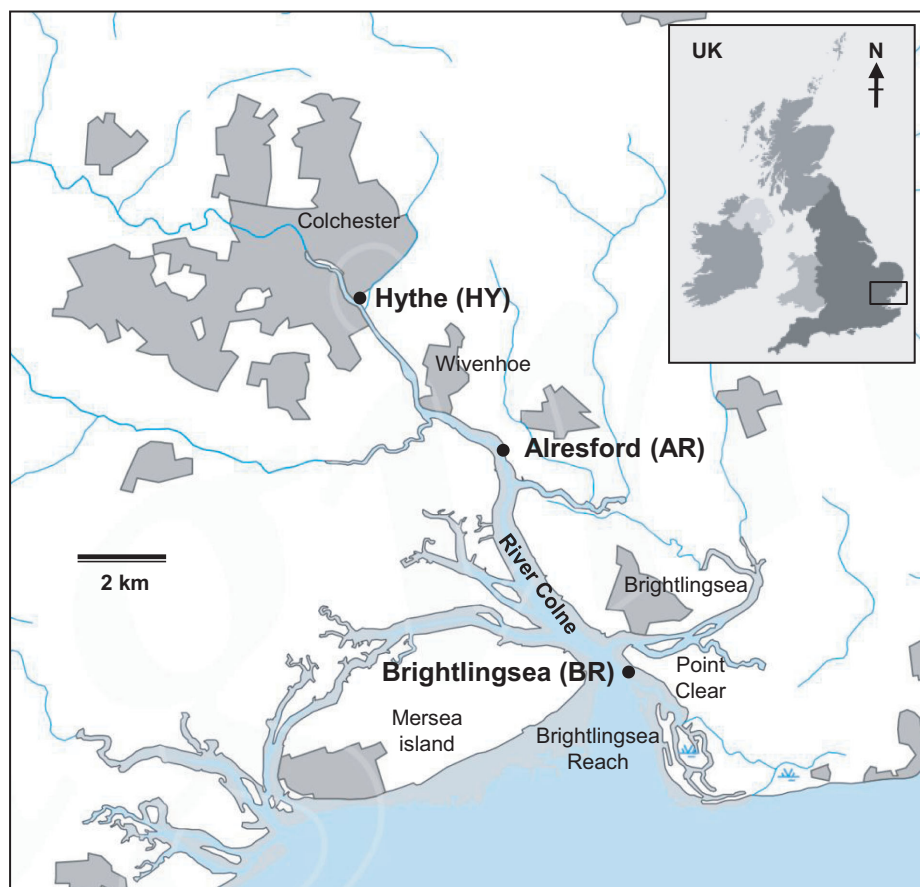 UK
N
Colchester
Hythe (HY)
Wivenhoe
Alresford (AR)
2 km
River Colne
Brightlingsea
Brightlingsea (BR)
Point
Clear
Mersea
island
Brightlingsea
Reach